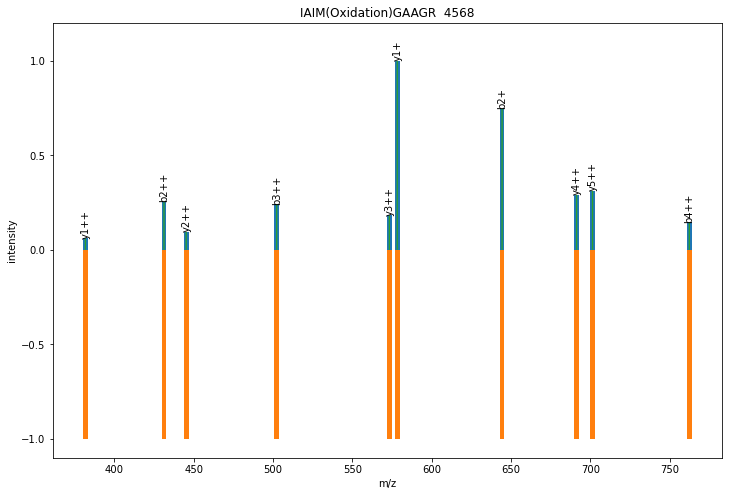 IAIM(Oxidation)GAAGR 4568
intensity
1.0
0.5
0.0
−0.5
−1.0
y1++
b2++
y2++
b3++
y3++
y1+
b2+
y4++
y5++
b4++
400 450 500 550 600 650 700 750
m/z